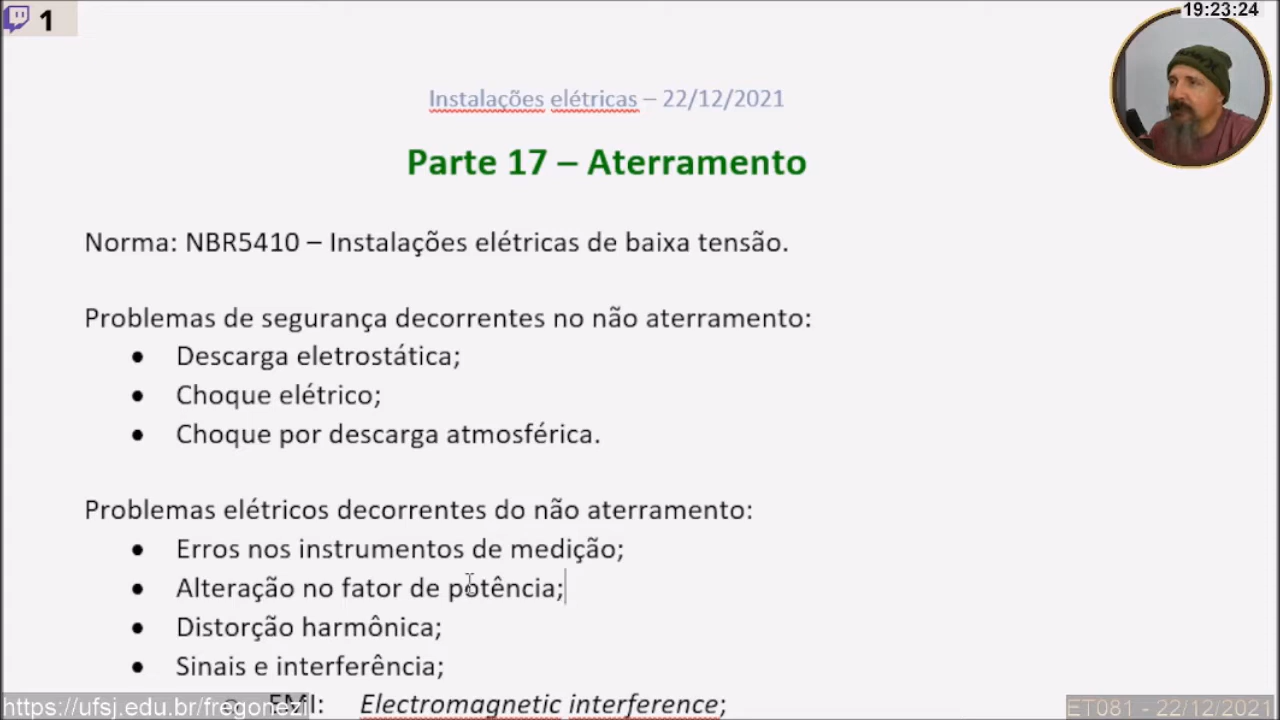 1
19:23:24
Instalações elétricas – 22/12/2021
Parte 17 – Aterramento
Norma: NBR5410 – Instalações elétricas de baixa tensão.
Problemas de segurança decorrentes no não aterramento:
• Descarga eletrostática;
• Choque elétrico;
• Choque por descarga atmosférica.
Problemas elétricos decorrentes do não aterramento:
• Erros nos instrumentos de medição;
• Alteração no fator de potência;
• Distorção harmônica;
• Sinais e interferência;
o EMI: Electromagnetic interference;
https://ufsj.edu.br/fregonezi
ET081 - 22/12/2021